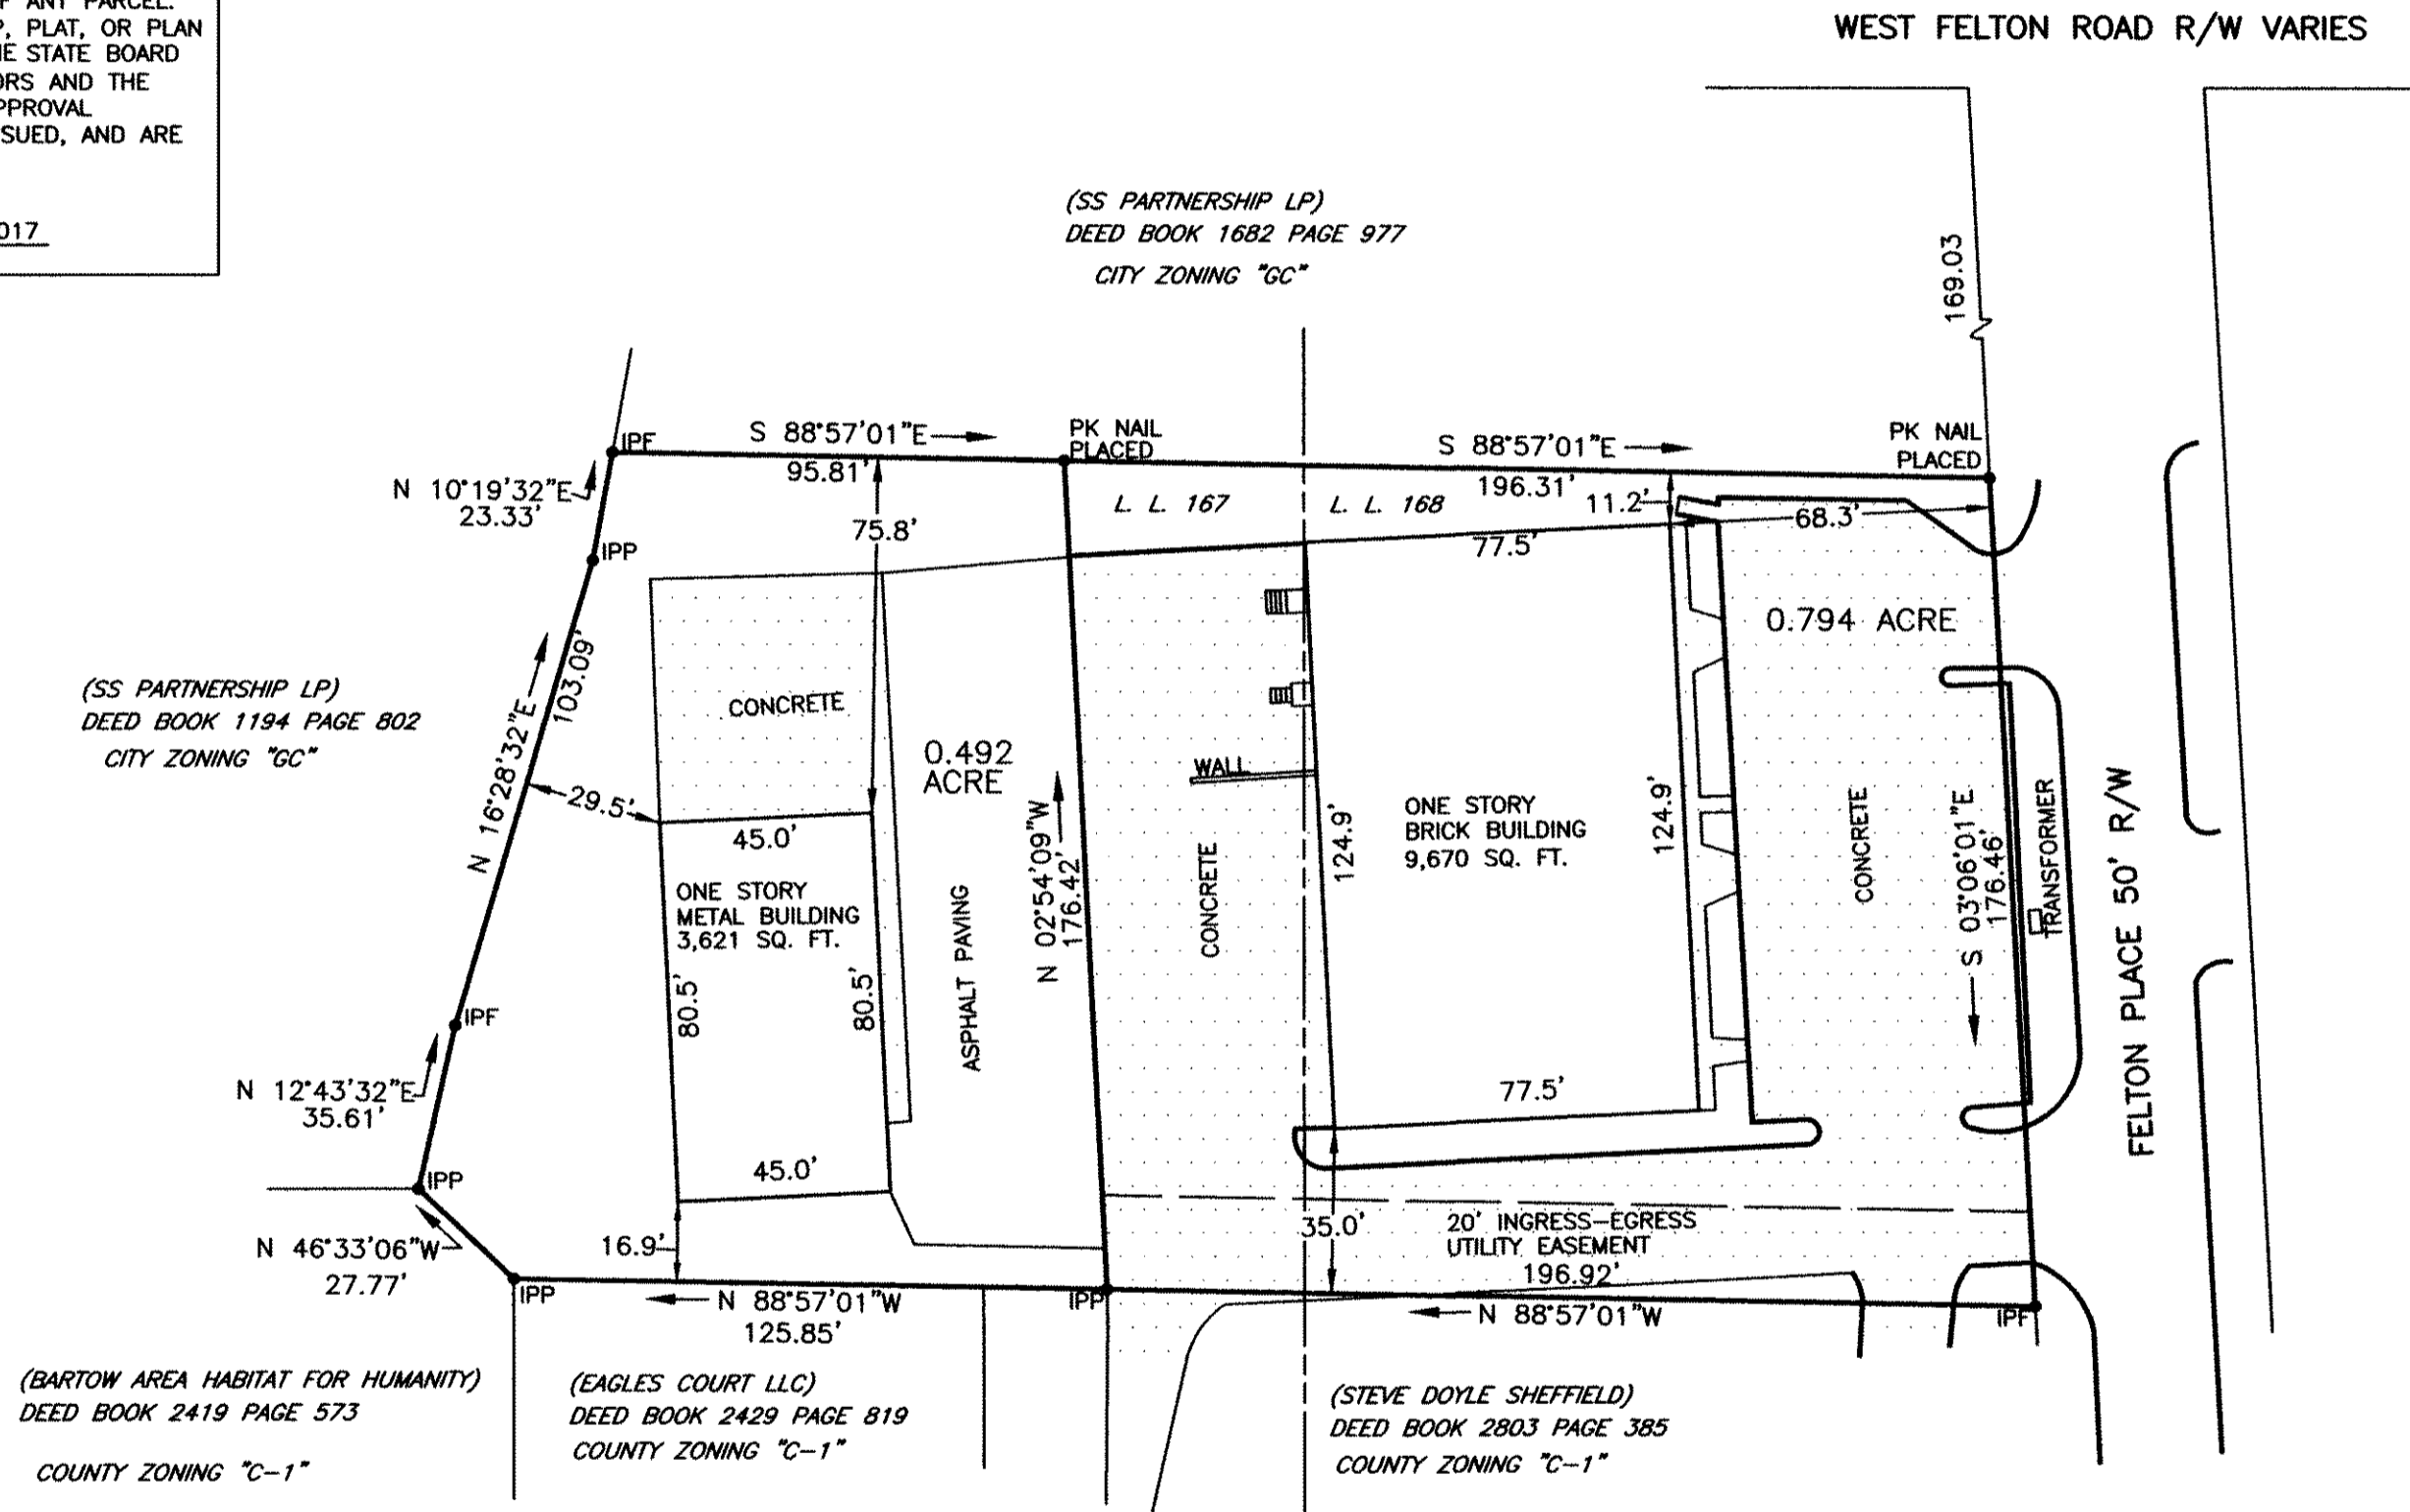 ANY PARCEL.
, PLAT, OR PLAN
STATE BOARD
AND THE
SUED, AND ARE
WEST FELTON ROAD R/W VARIES
(SS PARTNERSHIP LP)
DEED BOOK 1682 PAGE 977
CITY ZONING "GC"
169.03
S 88°57'01"E
95.81'
PK NAIL
PLACED
S 88°57'01"E
196.31'
PK NAIL
PLACED
IPF
N 10°19'32"E
23.33'
IPP
75.8'
L. L. 167
L. L. 168
11.2'
68.3'
77.5'
0.794 ACRE
(SS PARTNERSHIP LP)
DEED BOOK 1194 PAGE 802
CITY ZONING "GC"
N 16°28'32"E
103.09'
CONCRETE
0.492
ACRE
WALL
29.5'
45.0'
ONE STORY
METAL BUILDING
3,621 SQ. FT.
80.5'
80.5'
ASPHALT PAVING
N 02°54'09"W
176.42'
CONCRETE
124.9'
ONE STORY
BRICK BUILDING
9,670 SQ. FT.
124.9'
CONCRETE
S 03°06'01"E
176.46'
TRANSFORMER
FELTON PLACE 50' R/W
IPF
N 12°43'32"E
35.61'
IPP
45.0'
77.5'
N 46°33'06"W
27.77'
16.9'
35.0'
20' INGRESS-EGRESS
UTILITY EASEMENT
196.92'
IPP
N 88°57'01"W
125.85'
IPP
N 88°57'01"W
IPF
(BARTOW AREA HABITAT FOR HUMANITY)
DEED BOOK 2419 PAGE 573
COUNTY ZONING "C-1"
(EAGLES COURT LLC)
DEED BOOK 2429 PAGE 819
COUNTY ZONING "C-1"
(STEVE DOYLE SHEFFIELD)
DEED BOOK 2803 PAGE 385
COUNTY ZONING "C-1"